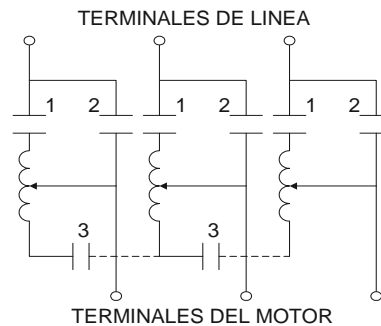 TERMINALES DE LINEA
1 2 1 2 1 2
3 3
TERMINALES DEL MOTOR